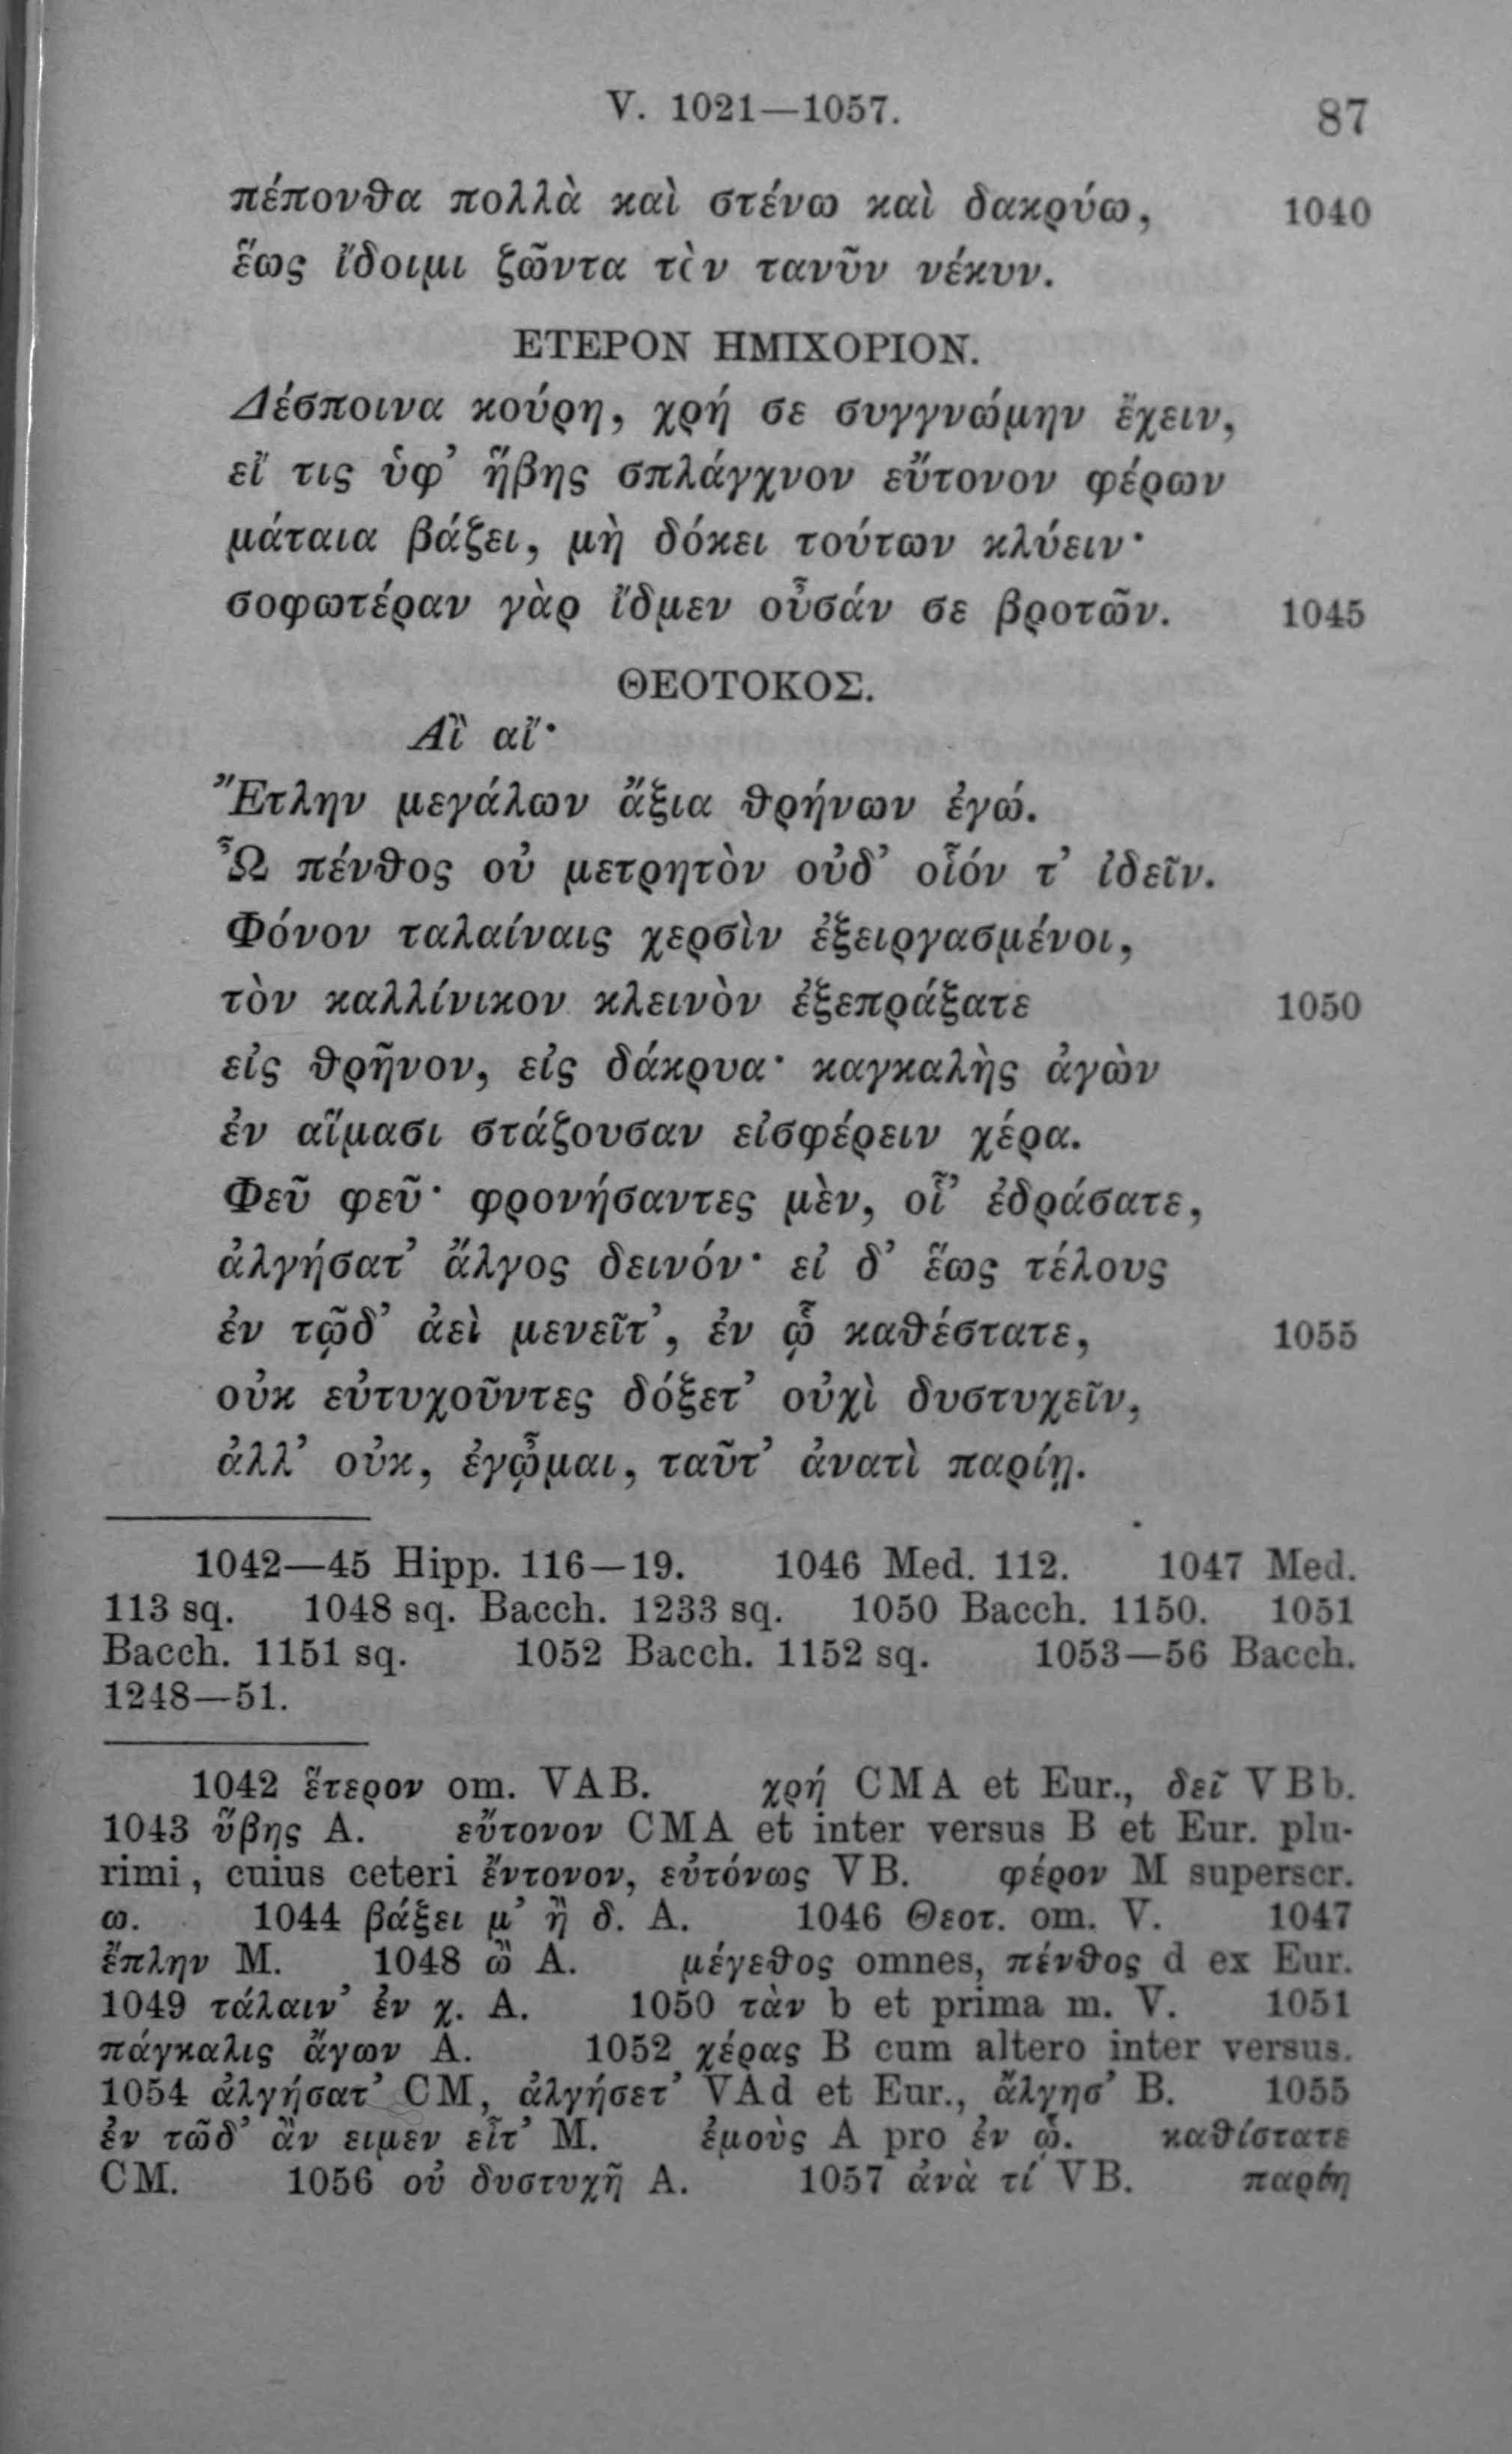 V. 1021—1057. 87
πέπονθα πολλὰ καὶ στένω καὶ δακρύω, 1040
ἕως ἴδοιμι ζῶντα τὸν τανῦν νέκυν.
ΕΤΕΡΟΝ ΗΜΙΧΟΡΙΟΝ.
Δέσποινα κούρη, χρή σε συγγνώμην ἔχειν,
εἴ τις ὑφ’ ἥβης σπλάγχνον εὔτονον φέρων
μάταια βάζει, μὴ δόκει τούτων κλύειν·
σοφωτέραν γὰρ ἴδμεν οὖσάν σε βροτῶν. 1045
ΘΕΟΤΟΚΟΣ.
Αἲ αἴ·
Ἔτλην μεγάλων ἄξια θρήνων ἐγώ.
Ὦ πένθος οὐ μετρητὸν οὐδ’ οἷόν τ’ ἰδεῖν.
Φόνον ταλαίναις χερσὶν ἐξειργασμένοι,
τὸν καλλίνικον κλεινὸν ἐξεπράξατε 1050
εἰς θρῆνον, εἰς δάκρυα· καγκαλὴς ἀγὼν
ἐν αἵμασι στάζουσαν εἰσφέρειν χέρα.
Φεῦ φεῦ· φρονήσαντες μὲν, οἷ’ ἐδράσατε,
ἀλγήσατ’ ἄλγος δεινόν· εἰ δ’ ἕως τέλους
ἐν τῷδ’ ἀεὶ μενεῖτ’, ἐν ᾧ καθέστατε, 1055
οὐκ εὐτυχοῦντες δόξετ’ οὐχὶ δυστυχεῖν,
ἀλλ’ οὐκ, ἐγᾦμαι, ταῦτ’ ἀνατὶ παρίῃ.
1042—45 Hipp. 116—19. 1046 Med. 112. 1047 Med.
113 sq. 1048 sq. Bacch. 1233 sq. 1050 Bacch. 1150. 1051
Bacch. 1151 sq. 1052 Bacch. 1152 sq. 1053—56 Bacch.
1248—51.
1042 ἕτερον om. VAB. χρή CMA et Eur., δεῖ VBb.
1043 ὕβης A. εὔτονον CMA et inter versus B et Eur. plu-
rimi, cuius ceteri ἔντονον, εὐτόνως VB. φέρον M superscr.
ω. 1044 βάξει μ’ ἢ δ. A. 1046 Θεοτ. om. V. 1047
ἔπλην M. 1048 ὢ A. μέγεθος omnes, πένθος d ex Eur.
1049 τάλαιν’ ἐν χ. A. 1050 τὰν b et prima m. V. 1051
πάγκαλις ἄγων A. 1052 χέρας B cum altero inter versus.
1054 ἀλγήσατ’ CM, ἀλγήσετ’ VAd et Eur., ἄλγησ’ B. 1055
ἐν τῶδ’ ἂν ειμεν εἶτ’ M. ἐμοὺς A pro ἐν ᾧ. καθίστατε
CM. 1056 οὐ δυστυχῆ A. 1057 ἀνὰ τί VB.